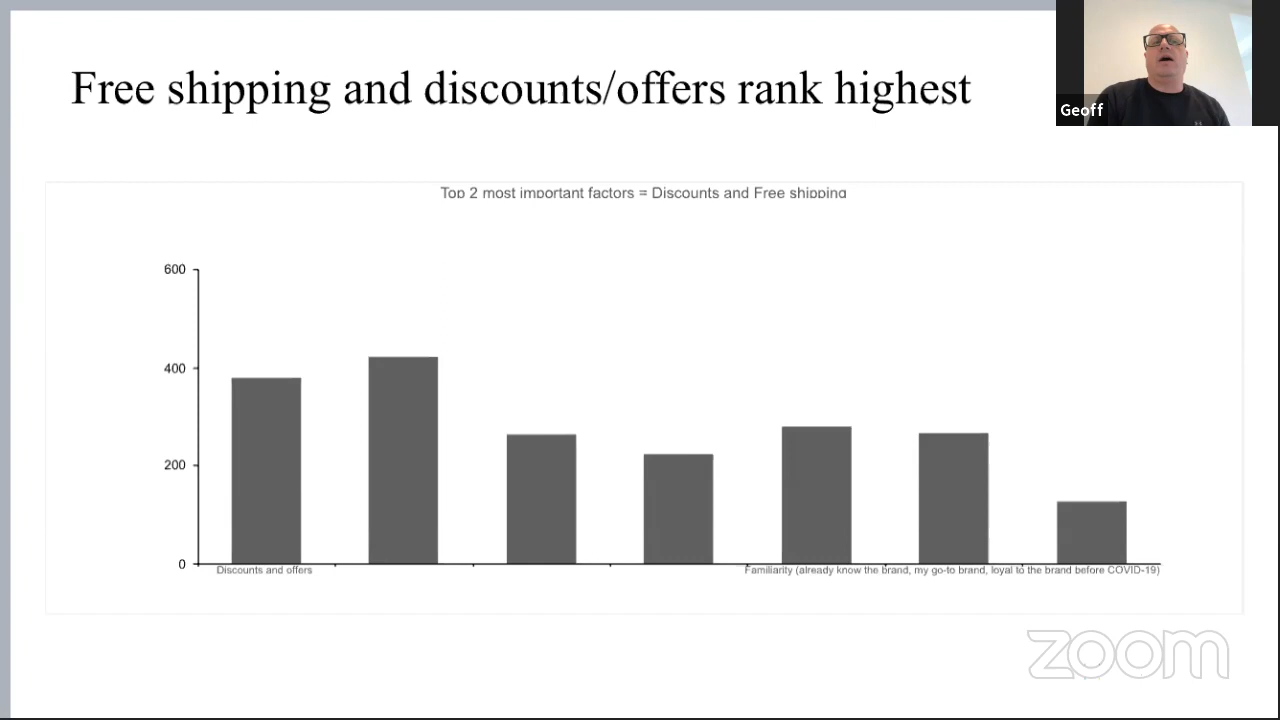 Free shipping and discounts/offers rank highest
Geoff
Top 2 most important factors = Discounts and Free shipping
600
400
200
0
Discounts and offers
Familiarity (already know the brand, my go-to brand, loyal to the brand before COVID-19)
zoom